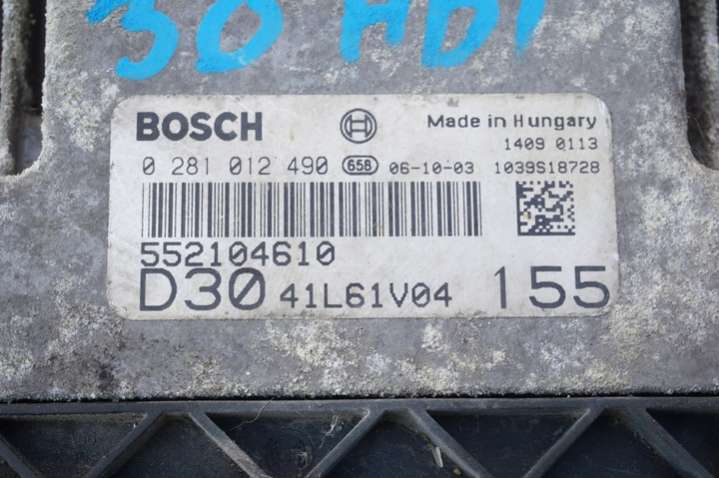 30 HDI
BOSCH Made in Hungary
1409 0113
0 281 012 490 658 06-10-03 1039S18728
552104610
D30 41L61V04 155